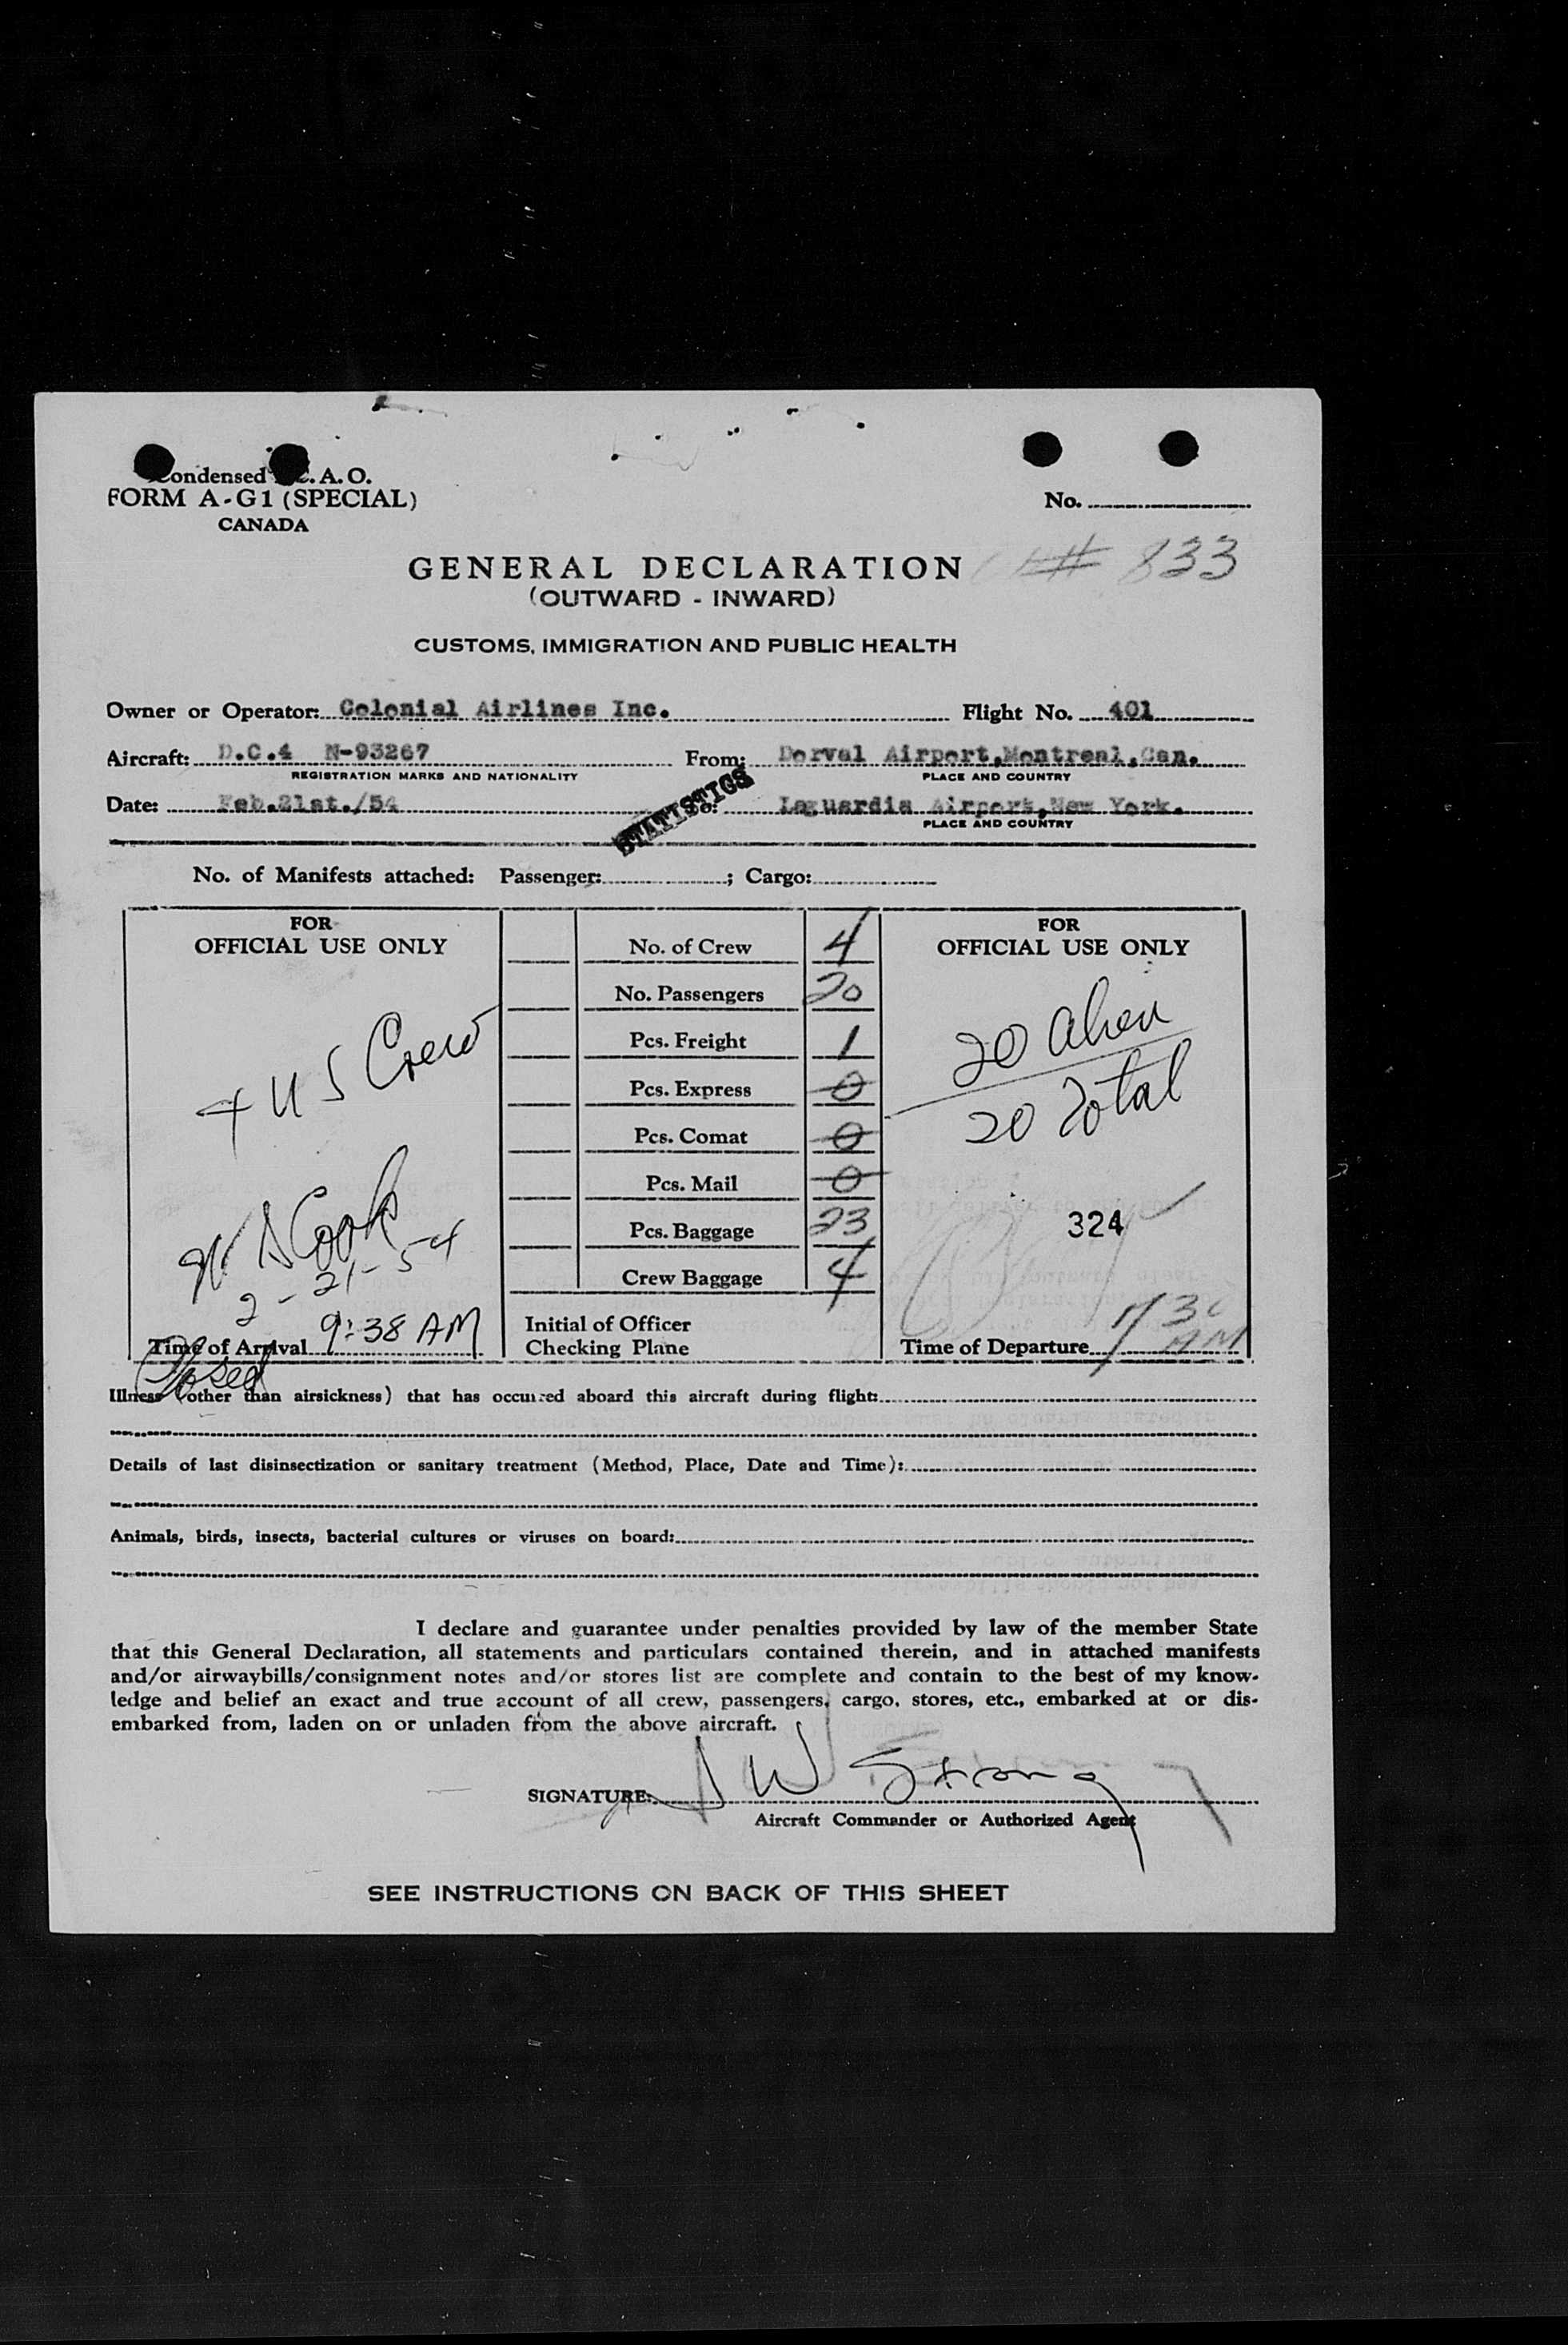 Condensed I.C.A.O.
FORM A-G1 (SPECIAL)
CANADA
No.
# 833
GENERAL DECLARATION
(OUTWARD - INWARD)
CUSTOMS, IMMIGRATION AND PUBLIC HEALTH
Owner or Operator: Colonial Airlines Inc. Flight No. 401
Aircraft: D.C.4 N-93267 From: Dorval Airport,Montreal,Can.
REGISTRATION MARKS AND NATIONALITY PLACE AND COUNTRY
Date: Feb.21st./54 To: Laguardia Airport,New York.
PLACE AND COUNTRY
STATISTICS
No. of Manifests attached: Passenger: ; Cargo:
FOR
OFFICIAL USE ONLY
4 US Crew
W S Cook
2-21-54
Time of Arrival 9:38 AM
Closed
No. of Crew 4
No. Passengers 20
Pcs. Freight 1
Pcs. Express 0
Pcs. Comat 0
Pcs. Mail 0
Pcs. Baggage 23
Crew Baggage 4
Initial of Officer
Checking Plane
FOR
OFFICIAL USE ONLY
20 Alien
20 Total
324
Time of Departure 730 AM
Illness (other than airsickness) that has occurred aboard this aircraft during flight:
Details of last disinsectization or sanitary treatment (Method, Place, Date and Time):
Animals, birds, insects, bacterial cultures or viruses on board:
I declare and guarantee under penalties provided by law of the member State
that this General Declaration, all statements and particulars contained therein, and in attached manifests
and/or airwaybills/consignment notes and/or stores list are complete and contain to the best of my know-
ledge and belief an exact and true account of all crew, passengers, cargo, stores, etc., embarked at or dis-
embarked from, laden on or unladen from the above aircraft.
SIGNATURE: S W Strong
Aircraft Commander or Authorized Agent
SEE INSTRUCTIONS ON BACK OF THIS SHEET